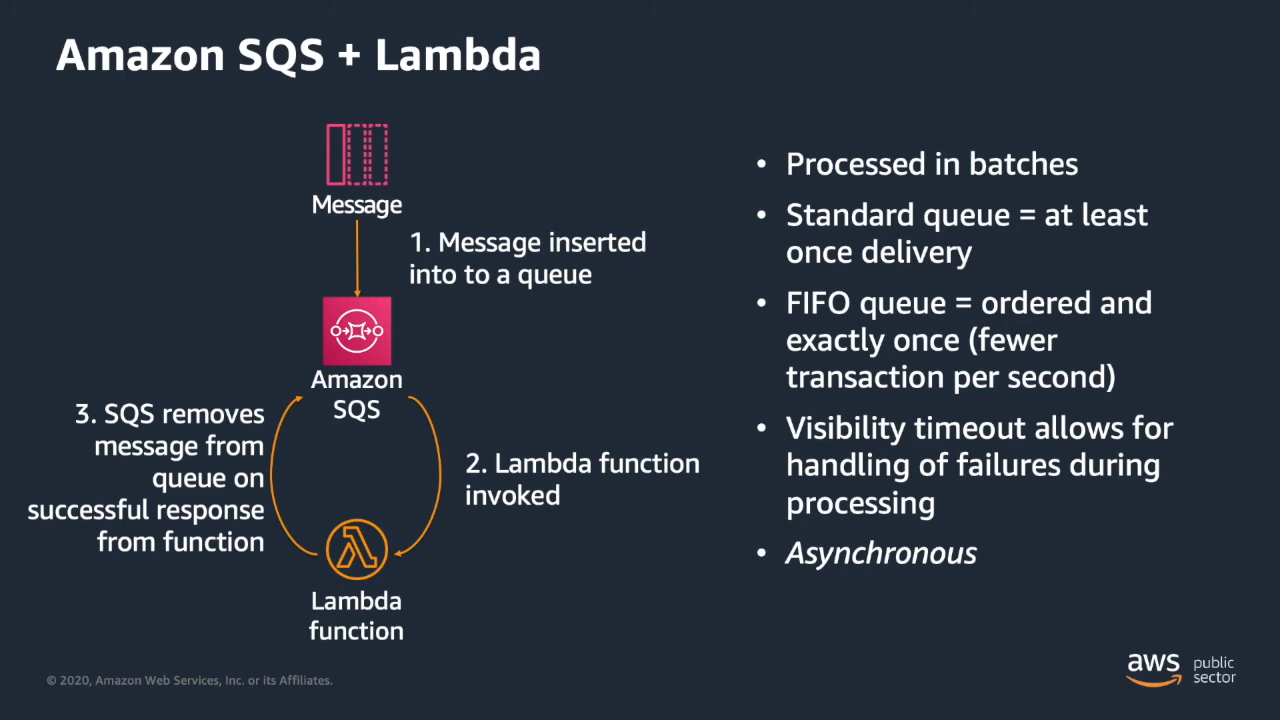 Amazon SQS + Lambda
Message
1. Message inserted
into to a queue
Amazon
SQS
3. SQS removes
message from
queue on
successful response
from function
2. Lambda function
invoked
Lambda
function
• Processed in batches
• Standard queue = at least
once delivery
• FIFO queue = ordered and
exactly once (fewer
transaction per second)
• Visibility timeout allows for
handling of failures during
processing
• Asynchronous
© 2020, Amazon Web Services, Inc. or its Affiliates.
aws public
sector